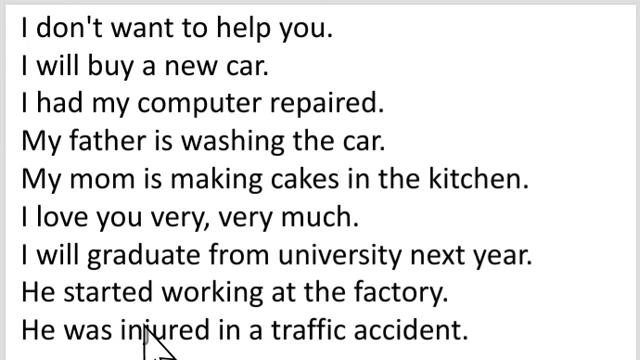 I don't want to help you.
I will buy a new car.
I had my computer repaired.
My father is washing the car.
My mom is making cakes in the kitchen.
I love you very, very much.
I will graduate from university next year.
He started working at the factory.
He was injured in a traffic accident.